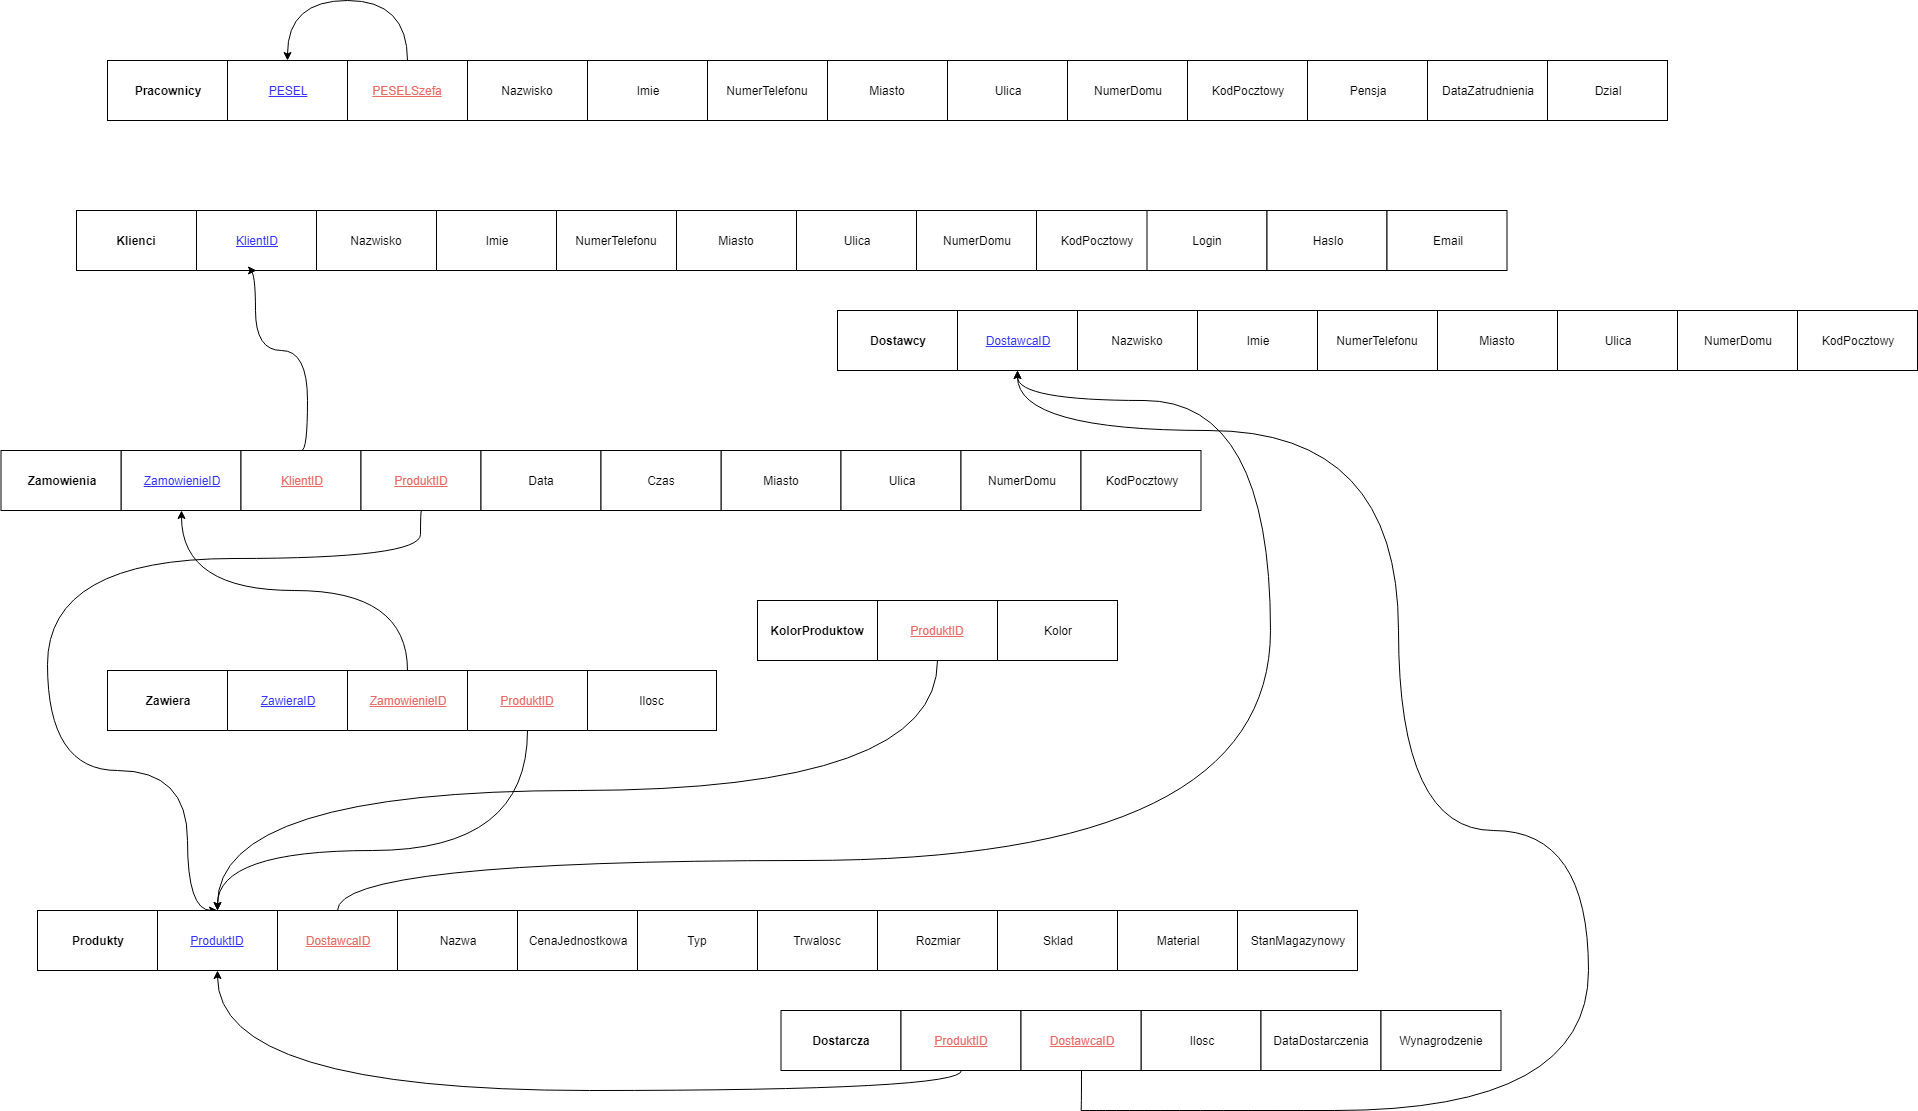 Pracownicy PESEL PESELSzefa Nazwisko Imie NumerTelefonu Miasto Ulica NumerDomu KodPocztowy Pensja DataZatrudnienia Dzial
Klienci KlientID Nazwisko Imie NumerTelefonu Miasto Ulica NumerDomu KodPocztowy Login Haslo Email
Dostawcy DostawcaID Nazwisko Imie NumerTelefonu Miasto Ulica NumerDomu KodPocztowy
Zamowienia ZamowienieID KlientID ProduktID Data Czas Miasto Ulica NumerDomu KodPocztowy
KolorProduktow ProduktID Kolor
Zawiera ZawieraID ZamowienieID ProduktID Ilosc
Produkty ProduktID DostawcaID Nazwa CenaJednostkowa Typ Trwalosc Rozmiar Sklad Material StanMagazynowy
Dostarcza ProduktID DostawcaID Ilosc DataDostarczenia Wynagrodzenie